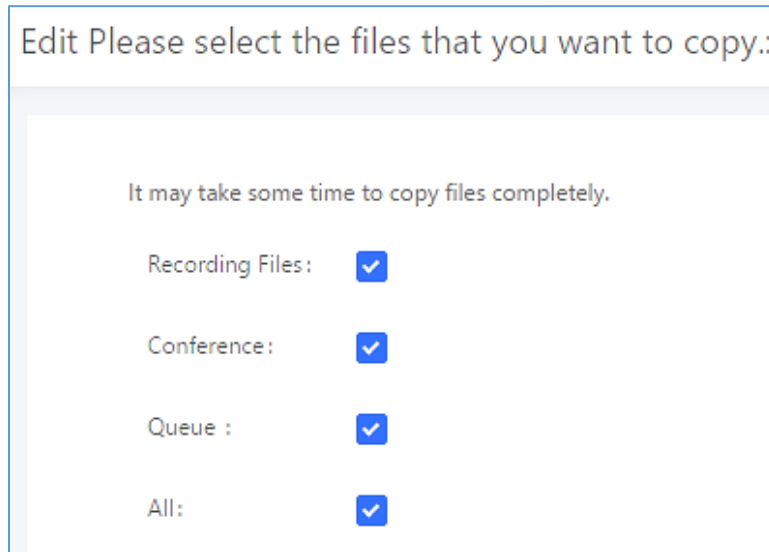 Edit Please select the files that you want to copy.:
It may take some time to copy files completely.
Recording Files:
Conference:
Queue :
All: